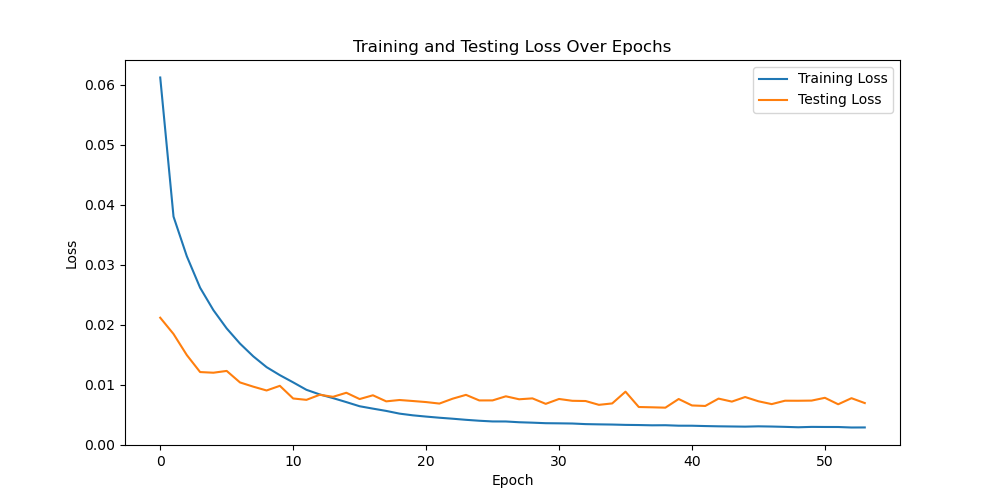 Training and Testing Loss Over Epochs
Training Loss
Testing Loss
0.06
0.05
0.04
0.03
0.02
0.01
0.00
Loss
0
10
20
30
40
50
Epoch